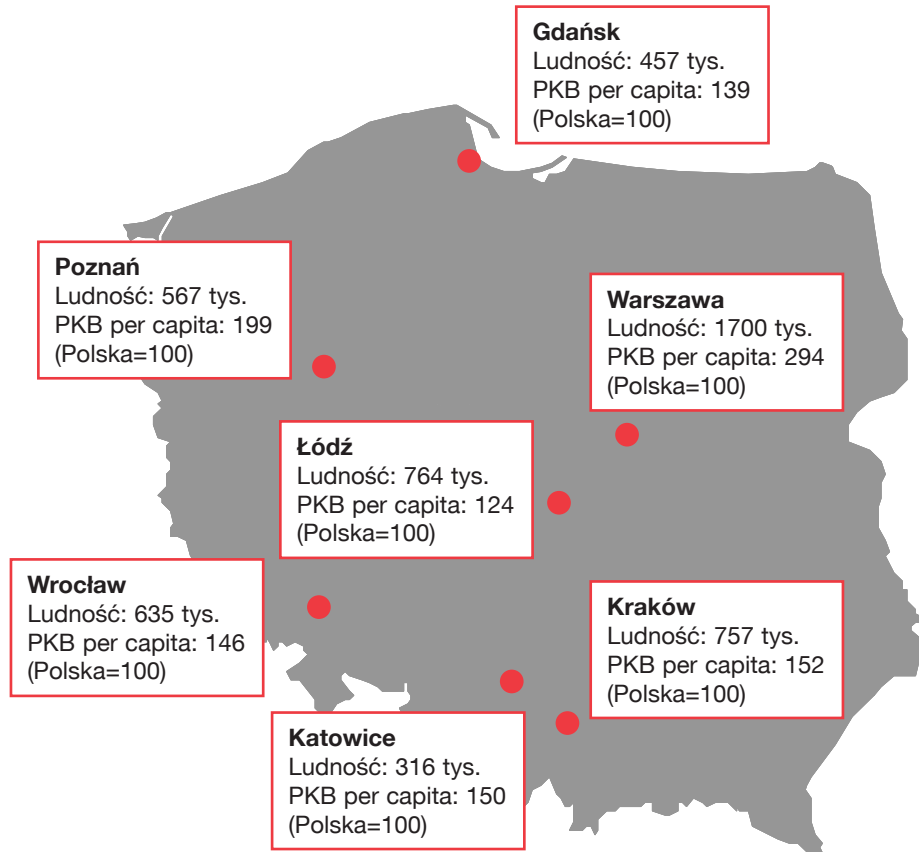 Gdańsk
Ludność: 457 tys.
PKB per capita: 139
(Polska=100)
Poznań
Ludność: 567 tys.
PKB per capita: 199
(Polska=100)
Warszawa
Ludność: 1700 tys.
PKB per capita: 294
(Polska=100)
Łódź
Ludność: 764 tys.
PKB per capita: 124
(Polska=100)
Wrocław
Ludność: 635 tys.
PKB per capita: 146
(Polska=100)
Kraków
Ludność: 757 tys.
PKB per capita: 152
(Polska=100)
Katowice
Ludność: 316 tys.
PKB per capita: 150
(Polska=100)